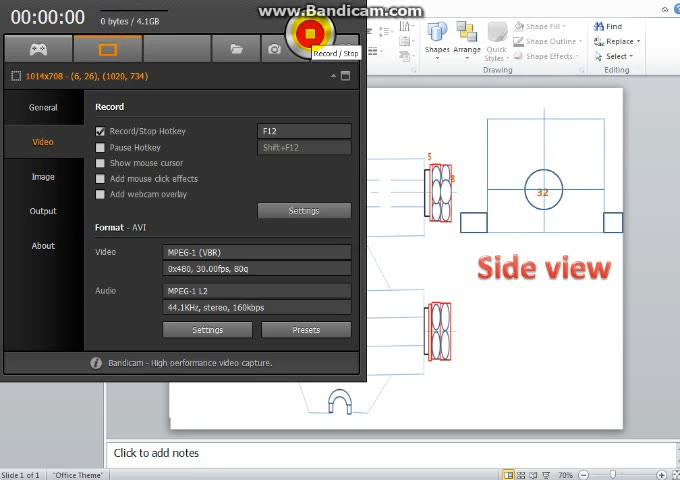 www.Bandicam.com
00:00:00
0 bytes / 4.1GB
Record / Stop
1014x708 - (6, 26), (1020, 734)
General
Video
Image
Output
About
Record
Record/Stop Hotkey
F12
Pause Hotkey
Shift+F12
Show mouse cursor
Add mouse click effects
Add webcam overlay
Settings
Format - AVI
Video
MPEG-1 (VBR)
0x480, 30.00fps, 80q
Audio
MPEG-1 L2
44.1KHz, stereo, 160kbps
Settings
Presets
Bandicam - High performance video capture.
Shapes
Arrange
Quick
Styles
Shape Fill
Shape Outline
Shape Effects
Drawing
Find
Replace
Select
Editing
5
8
32
Side view
Click to add notes
Slide 1 of 1
"Office Theme"
70%